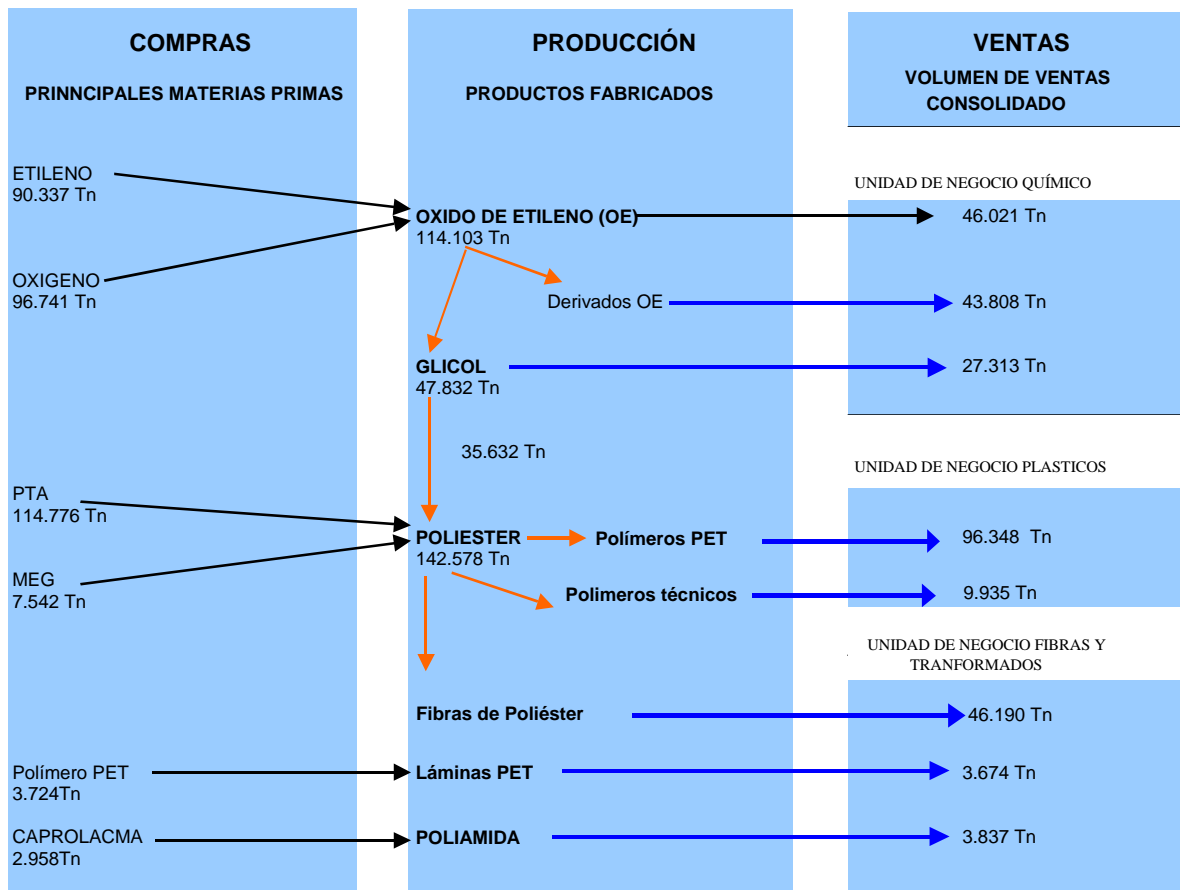 COMPRAS
PRINNCIPALES MATERIAS PRIMAS
ETILENO
90.337 Tn
OXIGENO
96.741 Tn
PTA
114.776 Tn
MEG
7.542 Tn
Polímero PET
3.724Tn
CAPROLACMA
2.958Tn
PRODUCCIÓN
PRODUCTOS FABRICADOS
OXIDO DE ETILENO (OE)
114.103 Tn
Derivados OE
GLICOL
47.832 Tn
35.632 Tn
POLIESTER
142.578 Tn
Polímeros PET
Polimeros técnicos
Fibras de Poliéster
Láminas PET
POLIAMIDA
VENTAS
VOLUMEN DE VENTAS
CONSOLIDADO
UNIDAD DE NEGOCIO QUÍMICO
46.021 Tn
43.808 Tn
27.313 Tn
UNIDAD DE NEGOCIO PLASTICOS
96.348 Tn
9.935 Tn
UNIDAD DE NEGOCIO FIBRAS Y
TRANFORMADOS
46.190 Tn
3.674 Tn
3.837 Tn